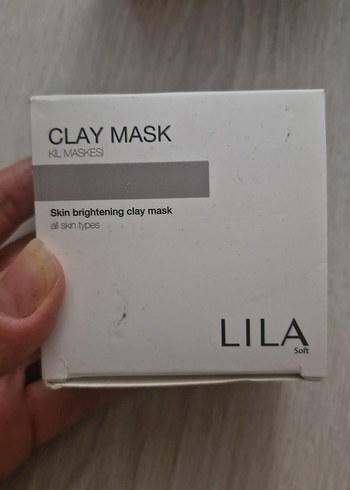 CLAY MASK
KİL MASKESİ
Skin brightening clay mask
all skin types
LILA
Soft